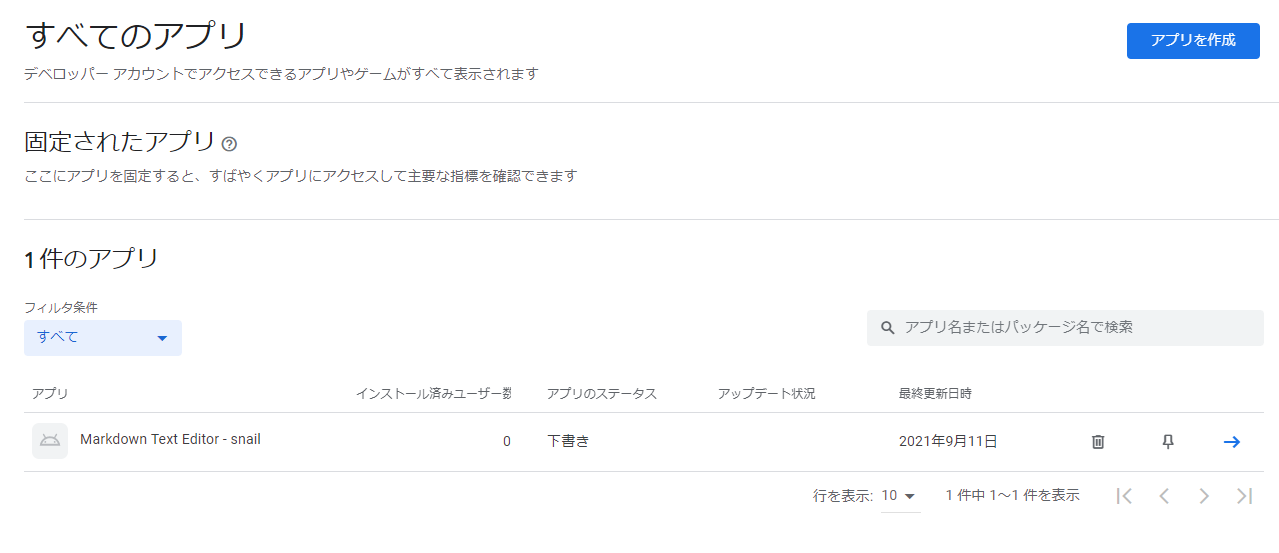 すべてのアプリ
アプリを作成
デベロッパー アカウントでアクセスできるアプリやゲームがすべて表示されます
固定されたアプリ
ここにアプリを固定すると、すばやくアプリにアクセスして主要な指標を確認できます
1 件のアプリ
フィルタ条件
すべて
アプリ名またはパッケージ名で検索
アプリ インストール済みユーザー数 アプリのステータス アップデート状況 最終更新日時
Markdown Text Editor - snail 0 下書き 2021年9月11日
行を表示: 10 1 件中 1～1 件を表示